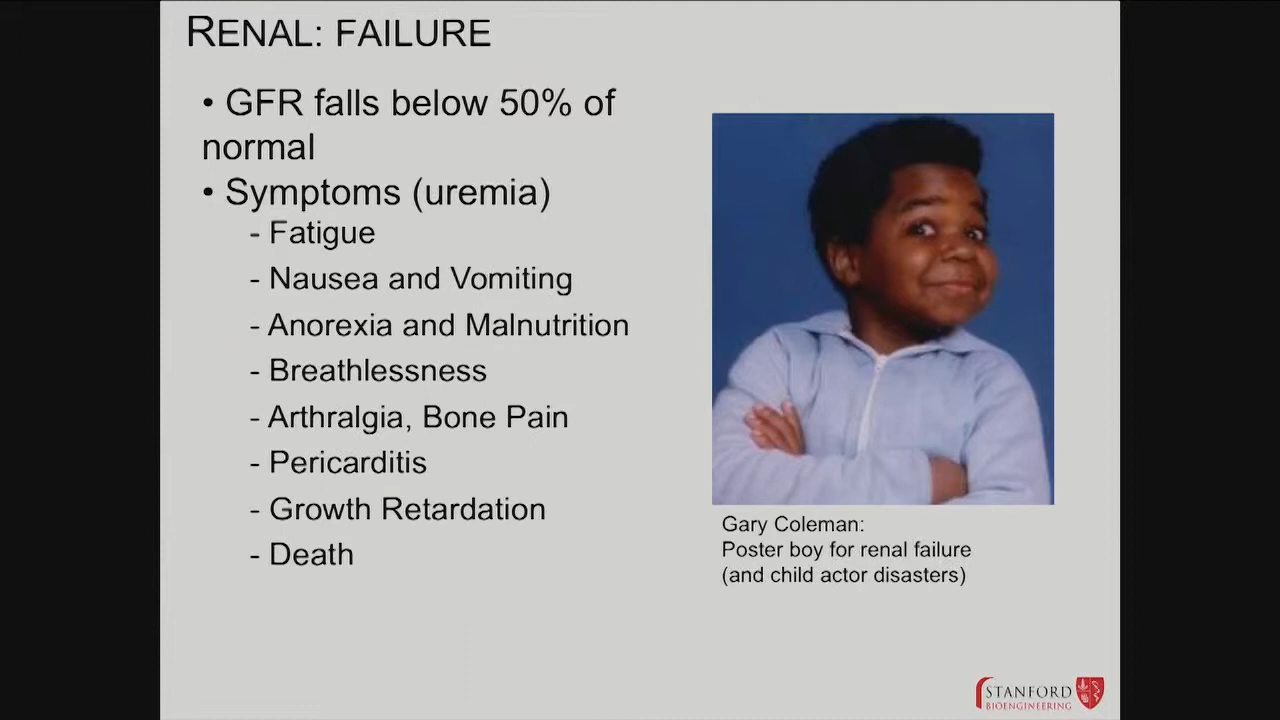 RENAL: FAILURE
• GFR falls below 50% of
normal
• Symptoms (uremia)
- Fatigue
- Nausea and Vomiting
- Anorexia and Malnutrition
- Breathlessness
- Arthralgia, Bone Pain
- Pericarditis
- Growth Retardation
- Death
Gary Coleman:
Poster boy for renal failure
(and child actor disasters)
STANFORD
BIOENGINEERING